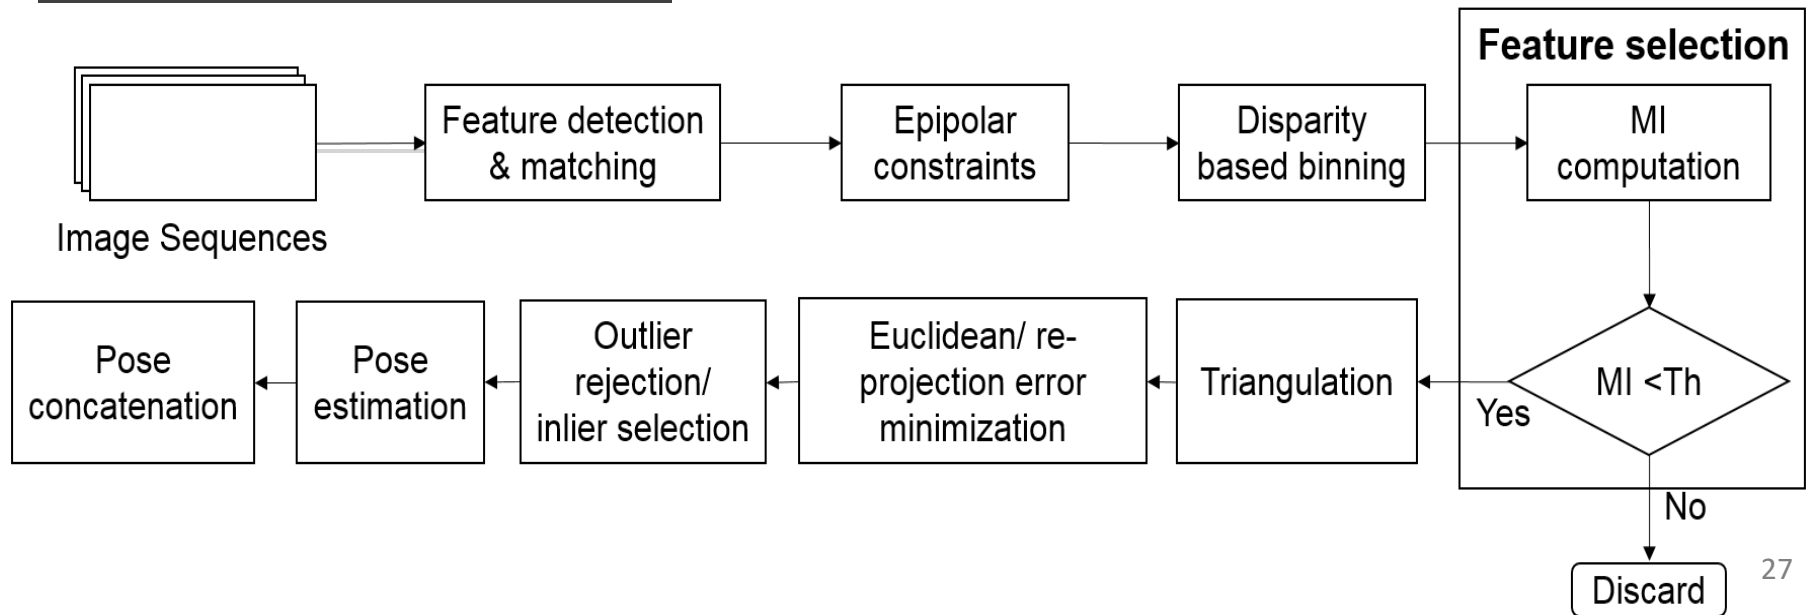 Feature selection
Feature detection
& matching
Epipolar
constraints
Disparity
based binning
MI
computation
Image Sequences
Pose
concatenation
Pose
estimation
Outlier
rejection/
inlier selection
Euclidean/ re-
projection error
minimization
Triangulation
MI <Th
Yes
No
Discard
27